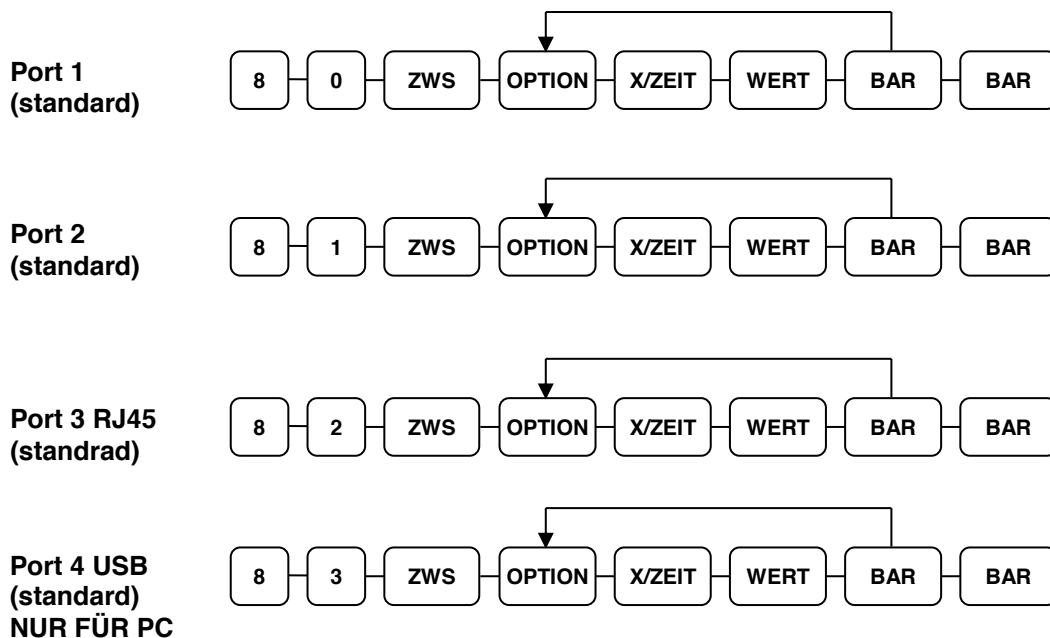 Port 1
(standard)
8 0 ZWS OPTION X/ZEIT WERT BAR BAR
Port 2
(standard)
8 1 ZWS OPTION X/ZEIT WERT BAR BAR
Port 3 RJ45
(standrad)
8 2 ZWS OPTION X/ZEIT WERT BAR BAR
Port 4 USB
(standard)
NUR FÜR PC
8 3 ZWS OPTION X/ZEIT WERT BAR BAR